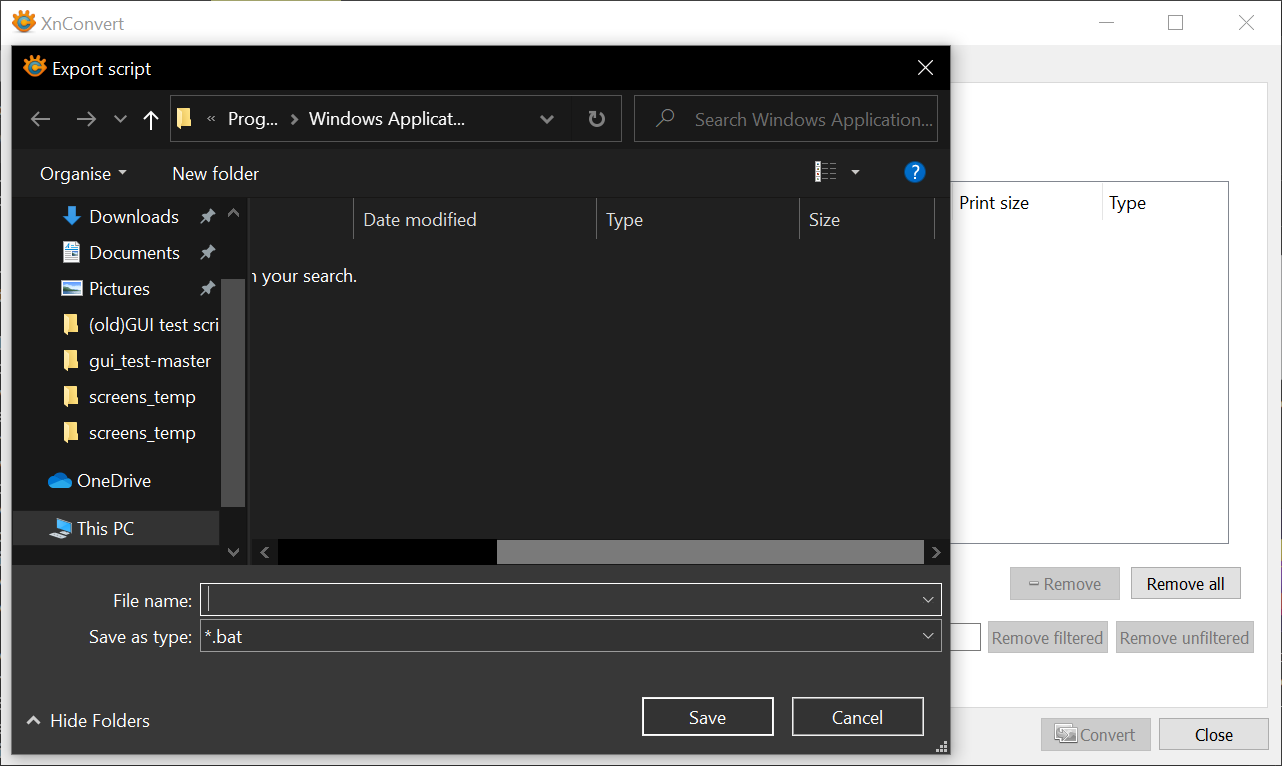 XnConvert
Export script
« Prog... > Windows Applicat...
Search Windows Application...
Organise
New folder
?
Downloads
Documents
Pictures
(old)GUI test scri
gui_test-master
screens_temp
screens_temp
OneDrive
This PC
Date modified
Type
Size
your search.
Print size
Type
File name:
Save as type: *.bat
Hide Folders
Save
Cancel
Remove
Remove all
Remove filtered
Remove unfiltered
Convert
Close